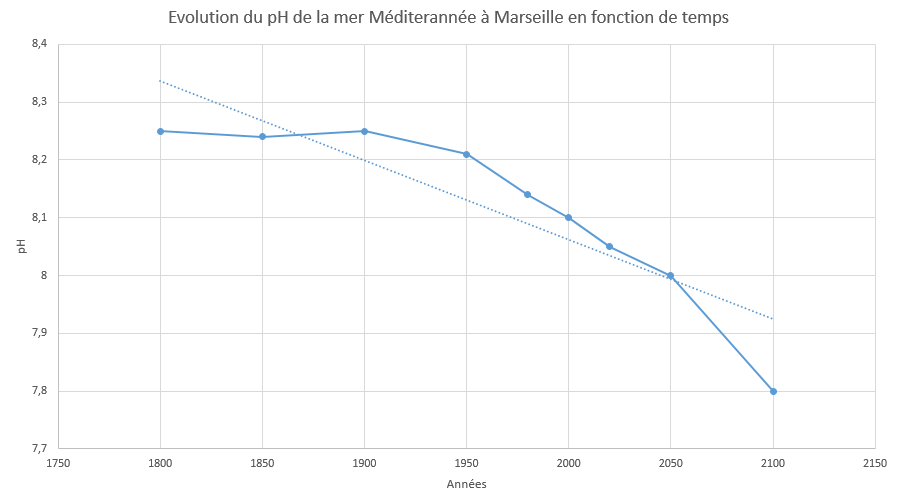 Evolution du pH de la mer Méditerannée à Marseille en fonction de temps
8,4
8,3
8,2
8,1
8
7,9
7,8
7,7
pH
1750 1800 1850 1900 1950 2000 2050 2100 2150
Années